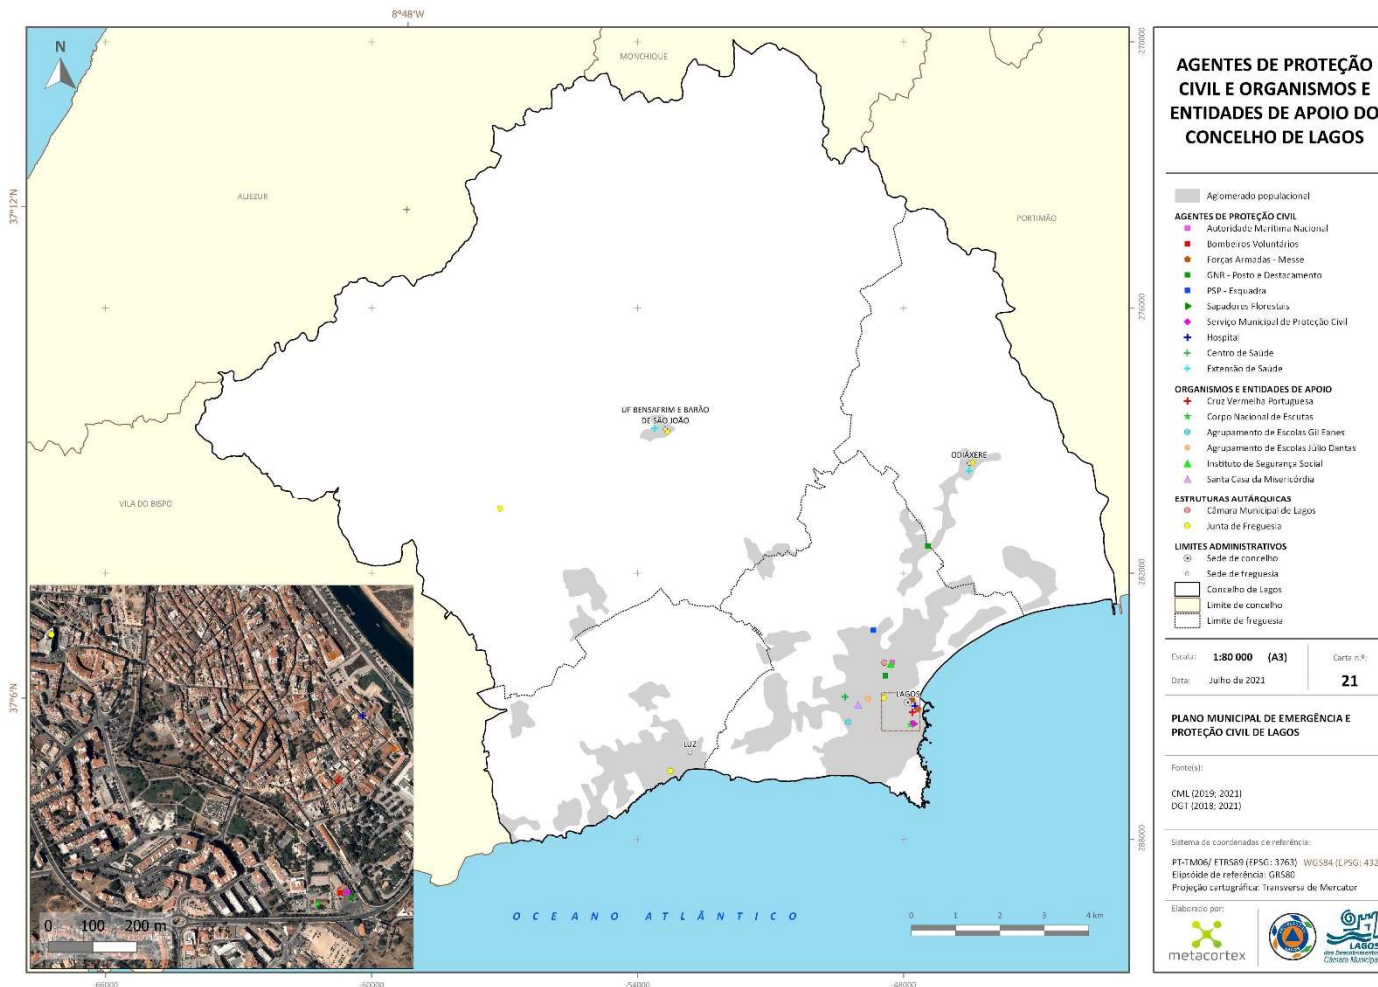 8°48'W
N
MONCHIQUE
270000
ALJEZUR
37°12'N
PORTIMÃO
276000
UF BENSAFRIM E BARÃO
DE SÃO JOÃO
ODIÁXERE
VILA DO BISPO
282000
37°6'N
LAGOS
LUZ
288000
0 100 200 m
OCEANO ATLÂNTICO
0 1 2 3 4 km
-66000
-60000
-54000
-48000
AGENTES DE PROTEÇÃO
CIVIL E ORGANISMOS E
ENTIDADES DE APOIO DO
CONCELHO DE LAGOS
Aglomerado populacional
AGENTES DE PROTEÇÃO CIVIL
Autoridade Marítima Nacional
Bombeiros Voluntários
Forças Armadas - Messe
GNR - Posto e Destacamento
PSP - Esquadra
Sapadores Florestais
Serviço Municipal de Proteção Civil
Hospital
Centro de Saúde
Extensão de Saúde
ORGANISMOS E ENTIDADES DE APOIO
Cruz Vermelha Portuguesa
Corpo Nacional de Escutas
Agrupamento de Escolas Gil Eanes
Agrupamento de Escolas Júlio Dantas
Instituto de Segurança Social
Santa Casa da Misericórdia
ESTRUTURAS AUTÁRQUICAS
Câmara Municipal de Lagos
Junta de Freguesia
LIMITES ADMINISTRATIVOS
Sede de concelho
Sede de freguesia
Concelho de Lagos
Limite de concelho
Limite de freguesia
Escala: 1:80 000 (A3)
Carta n.º:
Data: Julho de 2021
21
PLANO MUNICIPAL DE EMERGÊNCIA E
PROTEÇÃO CIVIL DE LAGOS
Fonte(s):
CML (2019; 2021)
DGT (2018; 2021)
Sistema de coordenadas de referência:
PT-TM06/ ETRS89 (EPSG: 3763) WGS84 (EPSG: 432
Elipsóide de referência: GRS80
Projeção cartográfica: Transversa de Mercator
Elaborado por:
metacortex
LAGOS
dos Descobrimentos
Câmara Municipal